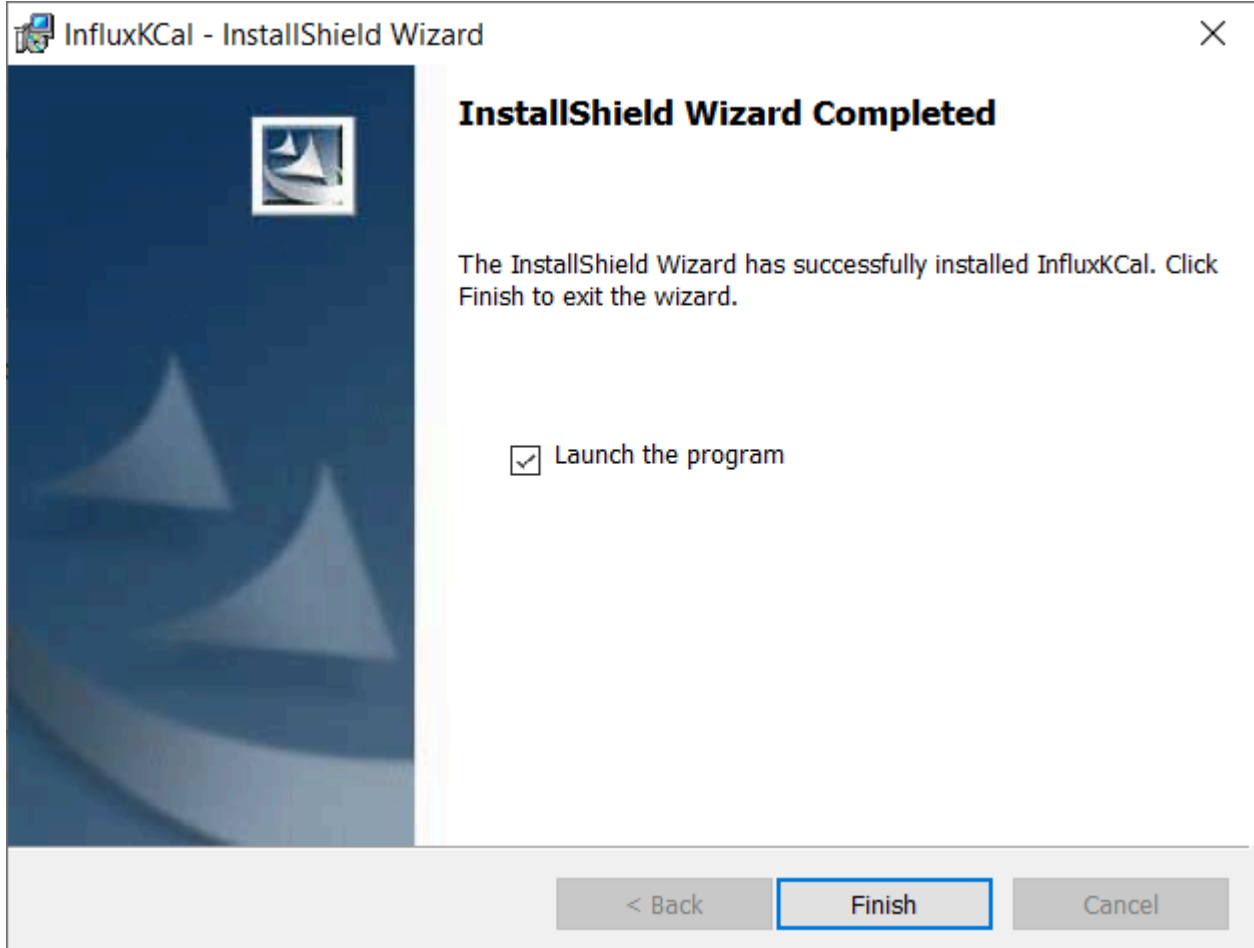 InfluxKCal - InstallShield Wizard
InstallShield Wizard Completed
The InstallShield Wizard has successfully installed InfluxKCal. Click
Finish to exit the wizard.
Launch the program
< Back
Finish
Cancel